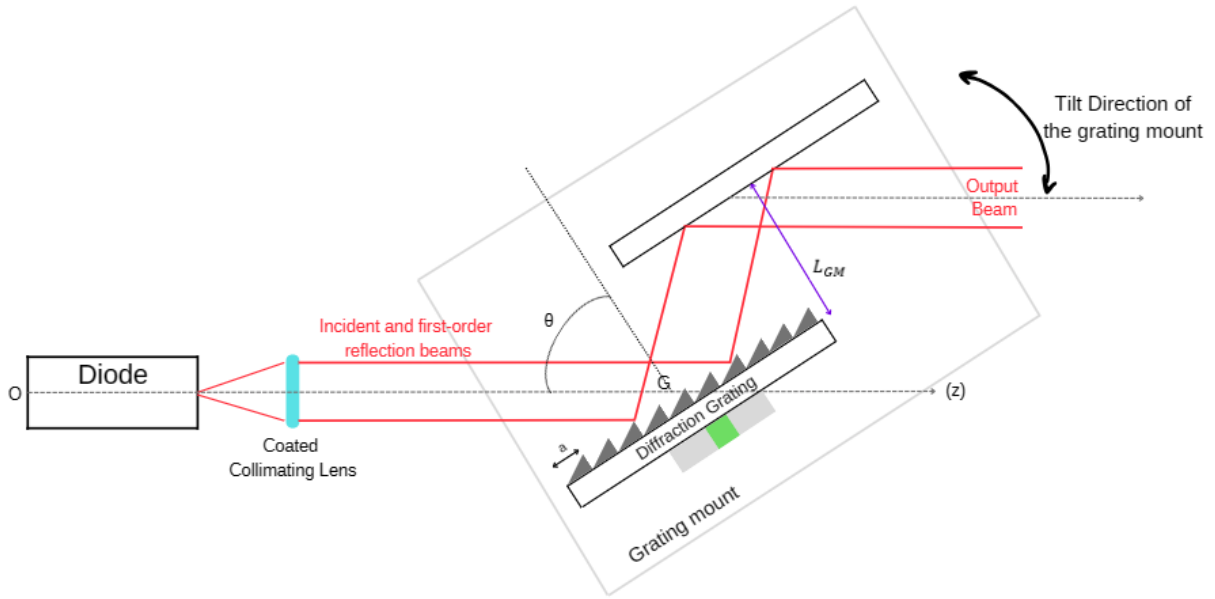 Tilt Direction of
the grating mount
Output
Beam
L_GM
θ
Incident and first-order
reflection beams
Diode
O
G
(z)
Diffraction Grating
a
Coated
Collimating Lens
Grating mount